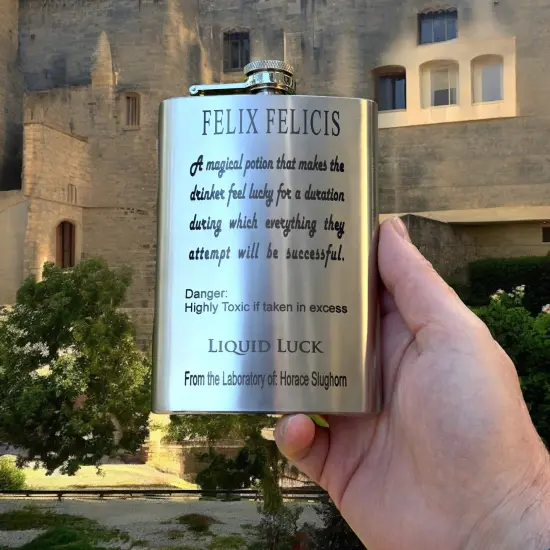 FELIX FELICIS
A magical potion that makes the
drinker feel lucky for a duration
during which everything they
attempt will be successful.
Danger:
Highly Toxic if taken in excess
LIQUID LUCK
From the Laboratory of: Horace Slughorn